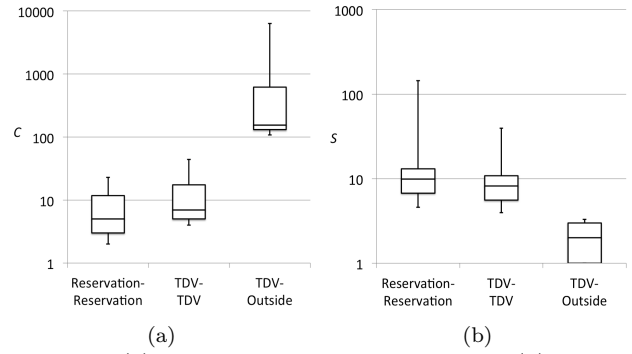 10000
1000
C
100
10
1
Reservation-
Reservation
TDV-
TDV
TDV-
Outside
(a)
1000
100
S
10
1
Reservation-
Reservation
TDV-
TDV
TDV-
Outside
(b)